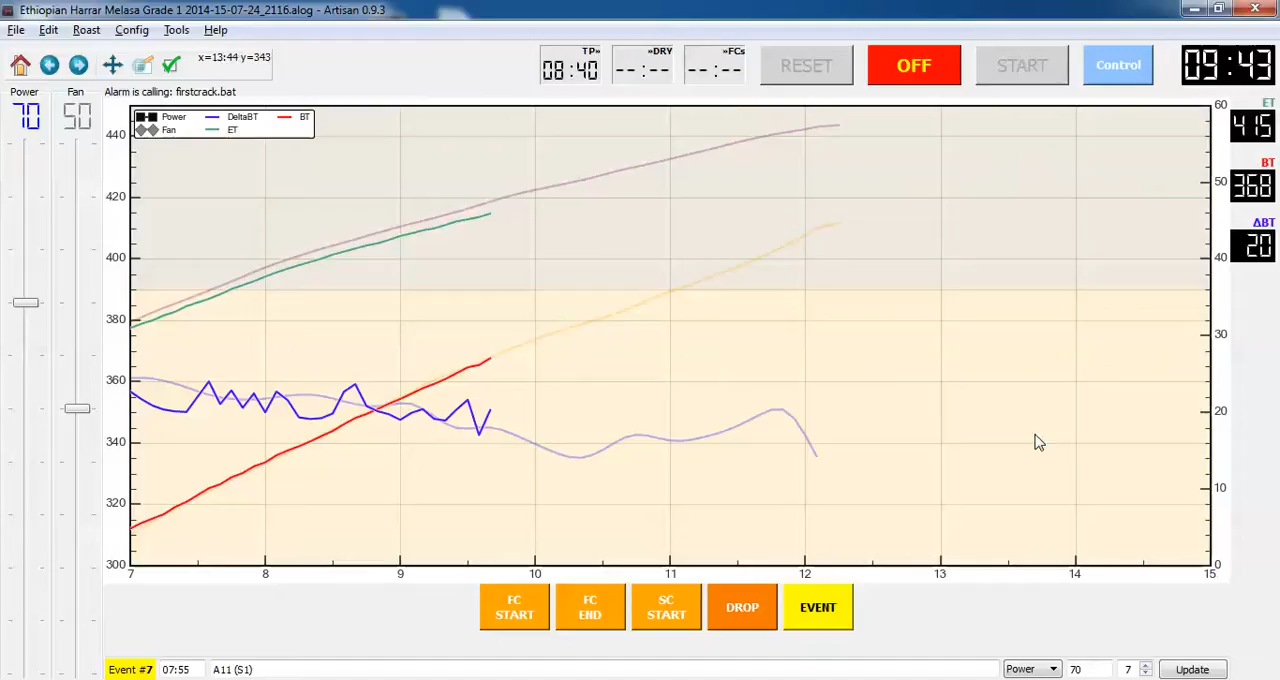 Ethiopian Harrar Melasa Grade 1 2014-15-07-24_2116.alog - Artisan 0.9.3
File Edit Roast Config Tools Help
x=13:44 y=343
TP» »DRY »FCs
08:40 --:-- --:--
RESET OFF START Control 09:43
Power Fan
70 50
Alarm is calling: firstcrack.bat
Power DeltaBT BT
Fan ET
440
420
400
380
360
340
320
300
60
50
40
30
20
10
0
7 8 9 10 11 12 13 14 15
ET
415
BT
368
ΔBT
20
FC START
FC END
SC START
DROP
EVENT
Event #7 07:55 A11 (S1) Power 70 7 Update